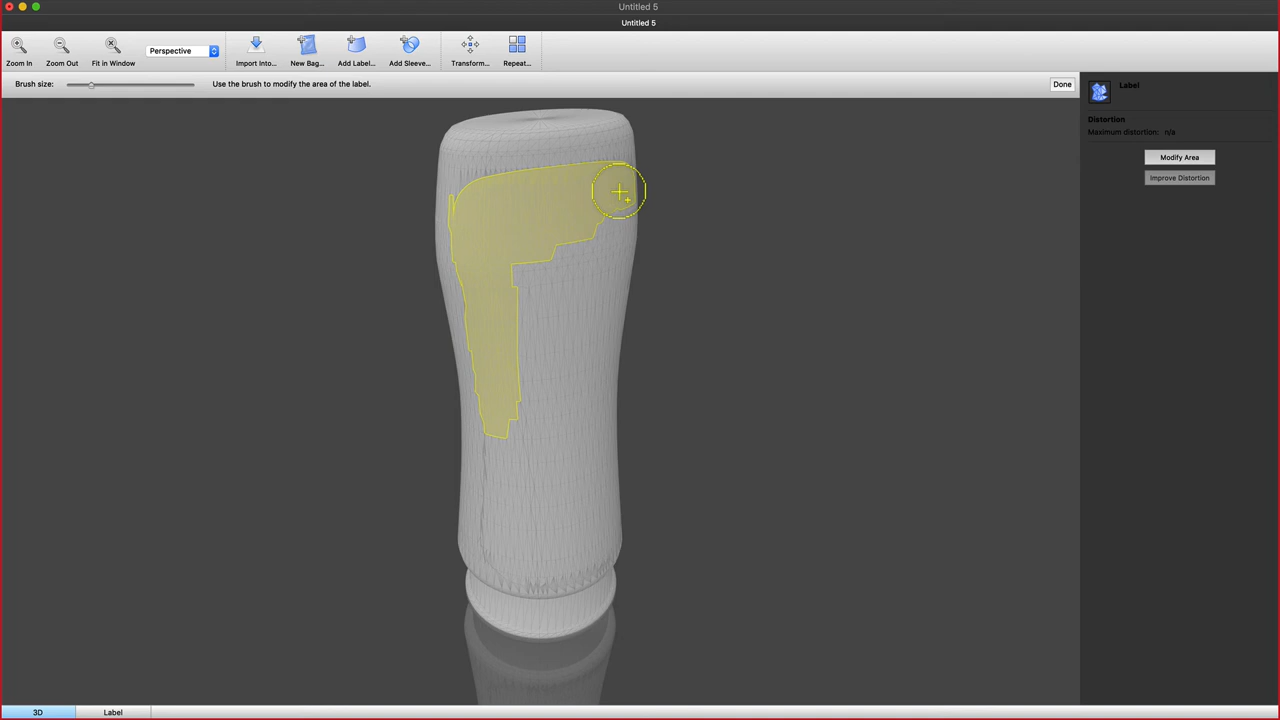 Untitled 5
Untitled 5
Zoom In
Zoom Out
Fit in Window
Perspective
Import Into...
New Bag...
Add Label...
Add Sleeve...
Transform...
Repeat...
Brush size:
Use the brush to modify the area of the label.
Done
Label
Distortion
Maximum distortion: n/a
Modify Area
Improve Distortion
3D
Label